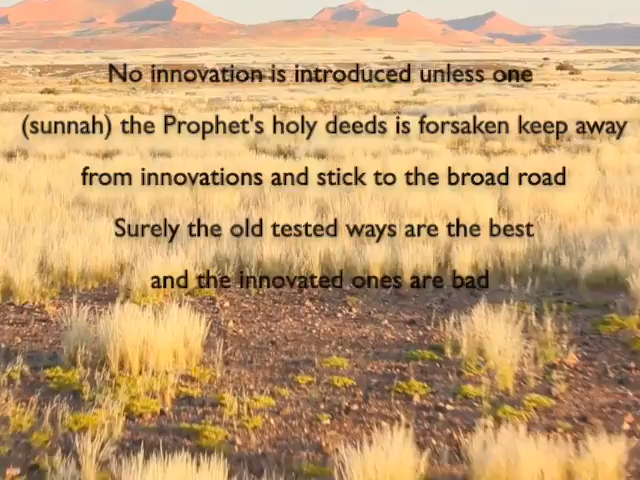 No innovation is introduced unless one
(sunnah) the Prophet's holy deeds is forsaken keep away
from innovations and stick to the broad road
Surely the old tested ways are the best
and the innovated ones are bad